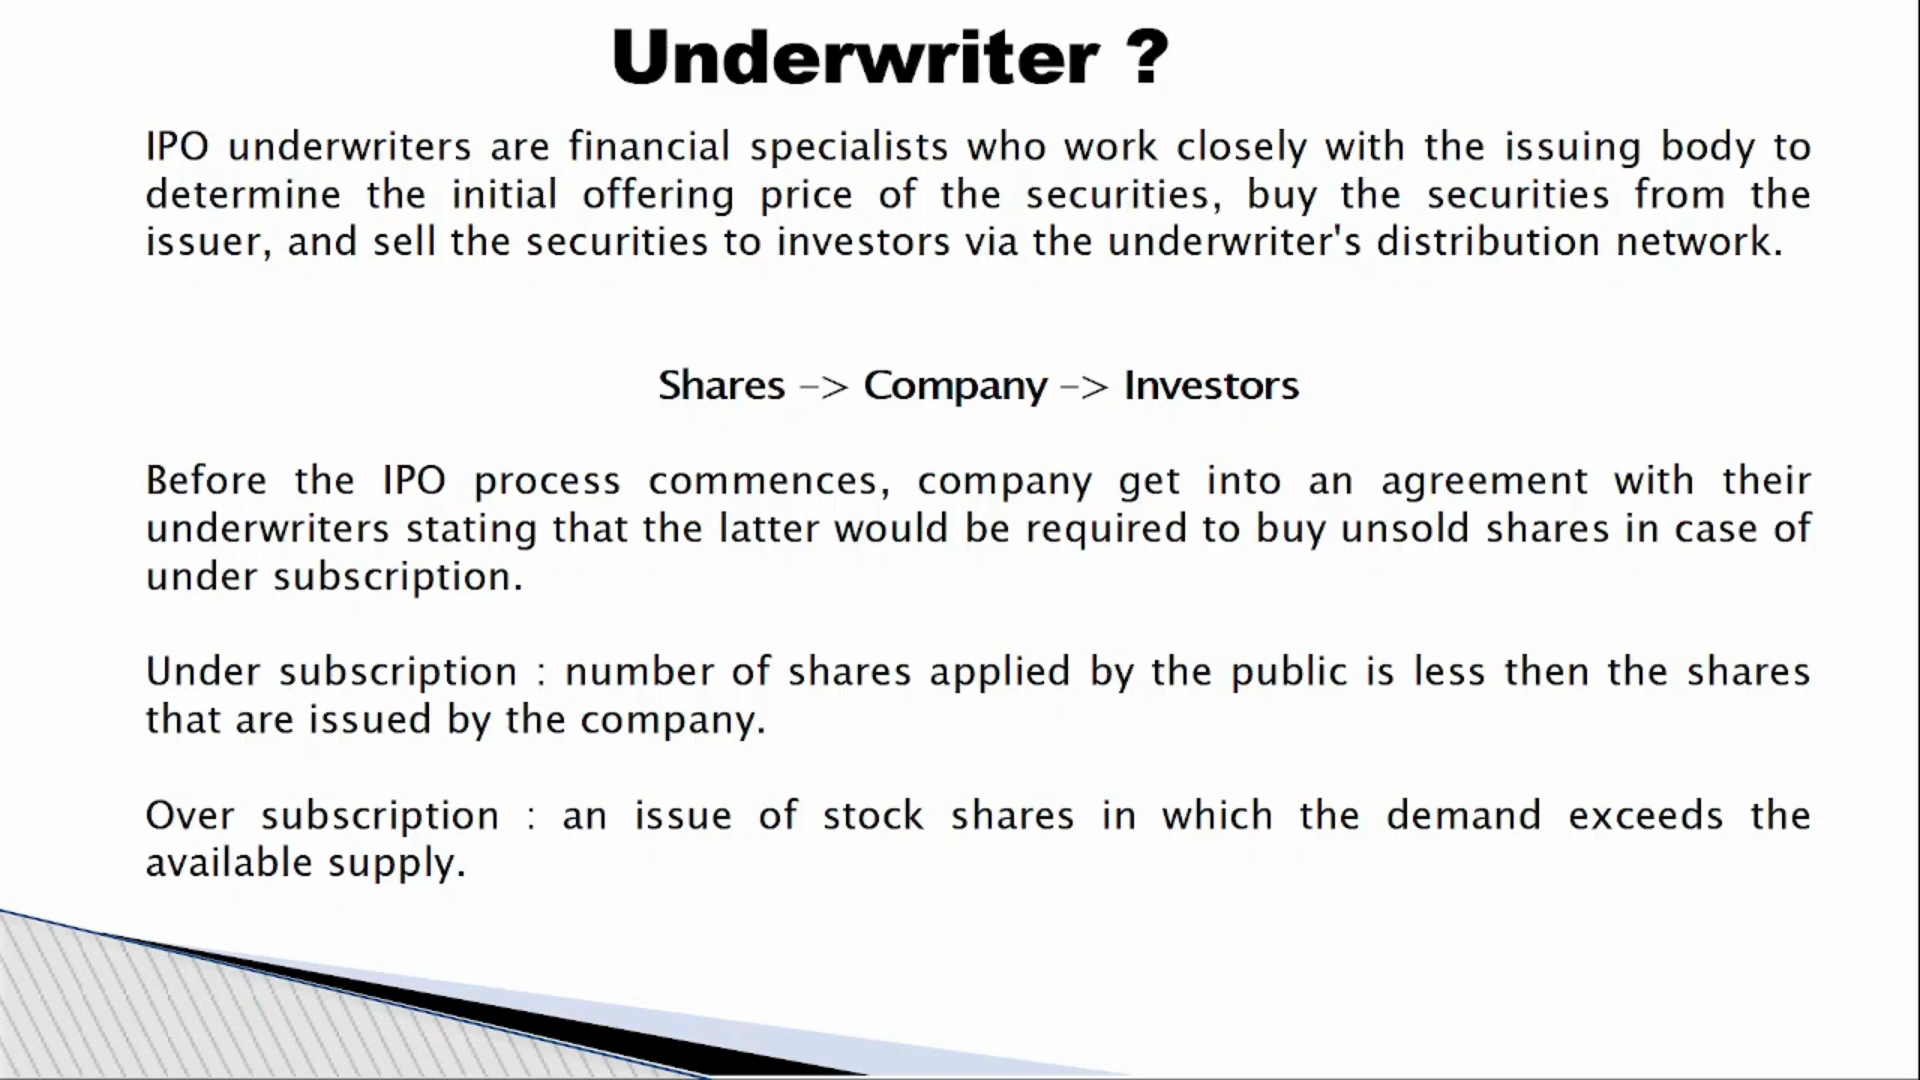 Underwriter ?
IPO underwriters are financial specialists who work closely with the issuing body to
determine the initial offering price of the securities, buy the securities from the
issuer, and sell the securities to investors via the underwriter's distribution network.
Shares –> Company –> Investors
Before the IPO process commences, company get into an agreement with their
underwriters stating that the latter would be required to buy unsold shares in case of
under subscription.
Under subscription : number of shares applied by the public is less then the shares
that are issued by the company.
Over subscription : an issue of stock shares in which the demand exceeds the
available supply.